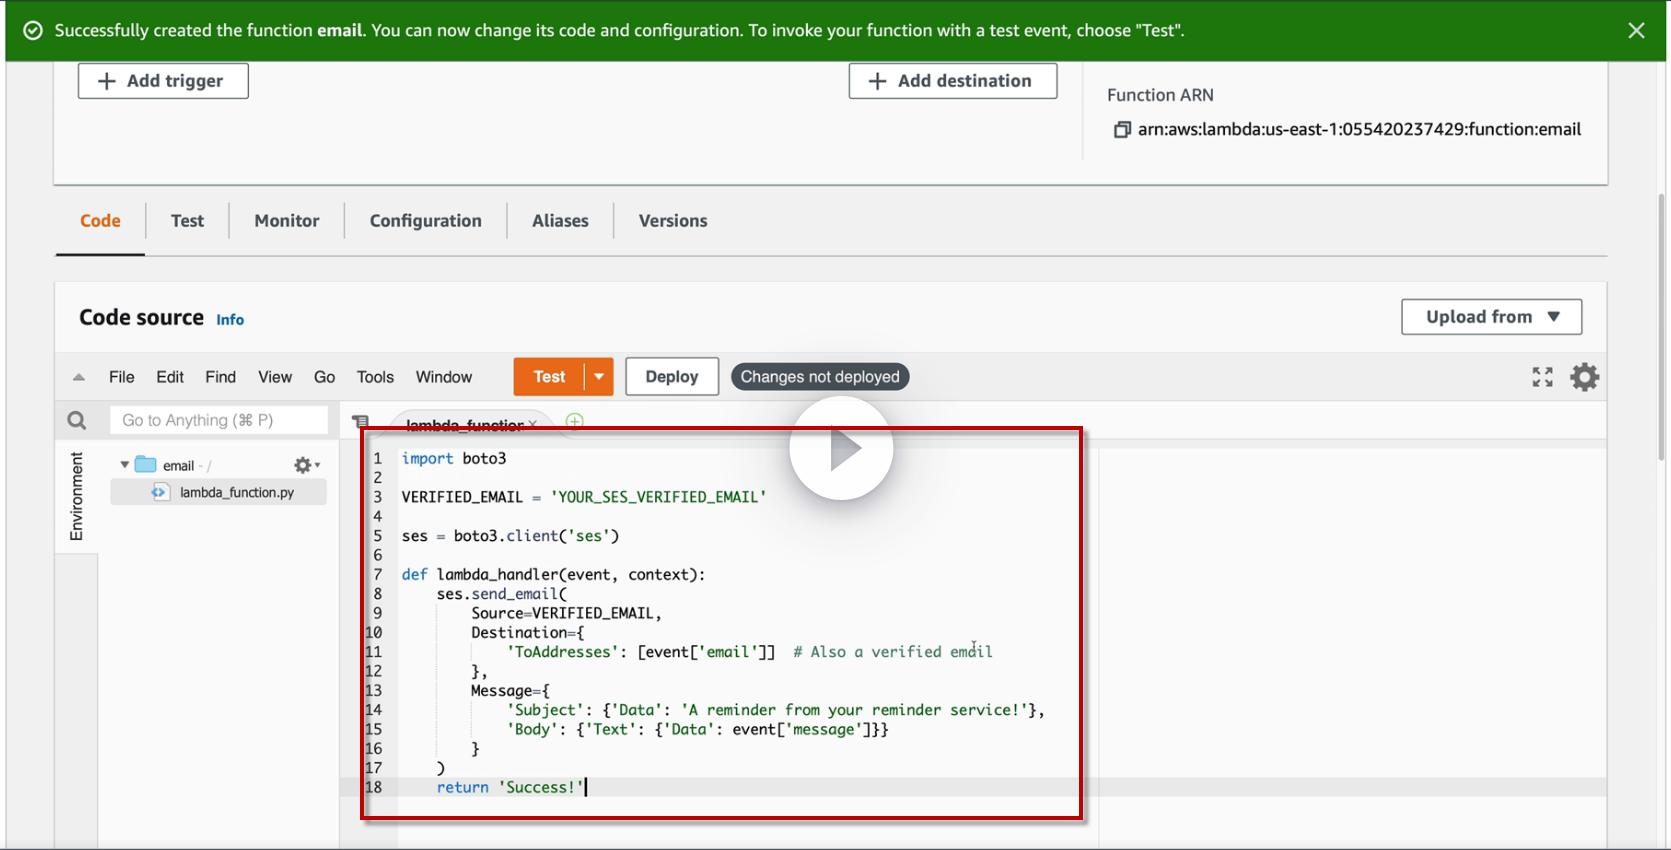 Successfully created the function email. You can now change its code and configuration. To invoke your function with a test event, choose "Test".
Add trigger
Add destination
Function ARN
arn:aws:lambda:us-east-1:055420237429:function:email
Code
Test
Monitor
Configuration
Aliases
Versions
Code source Info
Upload from
File Edit Find View Go Tools Window
Test
Deploy
Changes not deployed
Go to Anything (⌘ P)
lambda_function
Environment
email - /
lambda_function.py
1 import boto3
2
3 VERIFIED_EMAIL = 'YOUR_SES_VERIFIED_EMAIL'
4
5 ses = boto3.client('ses')
6
7 def lambda_handler(event, context):
8     ses.send_email(
9         Source=VERIFIED_EMAIL,
10         Destination={
11             'ToAddresses': [event['email']]  # Also a verified email
12         },
13         Message={
14             'Subject': {'Data': 'A reminder from your reminder service!'},
15             'Body': {'Text': {'Data': event['message']}}
16         }
17     )
18     return 'Success!'